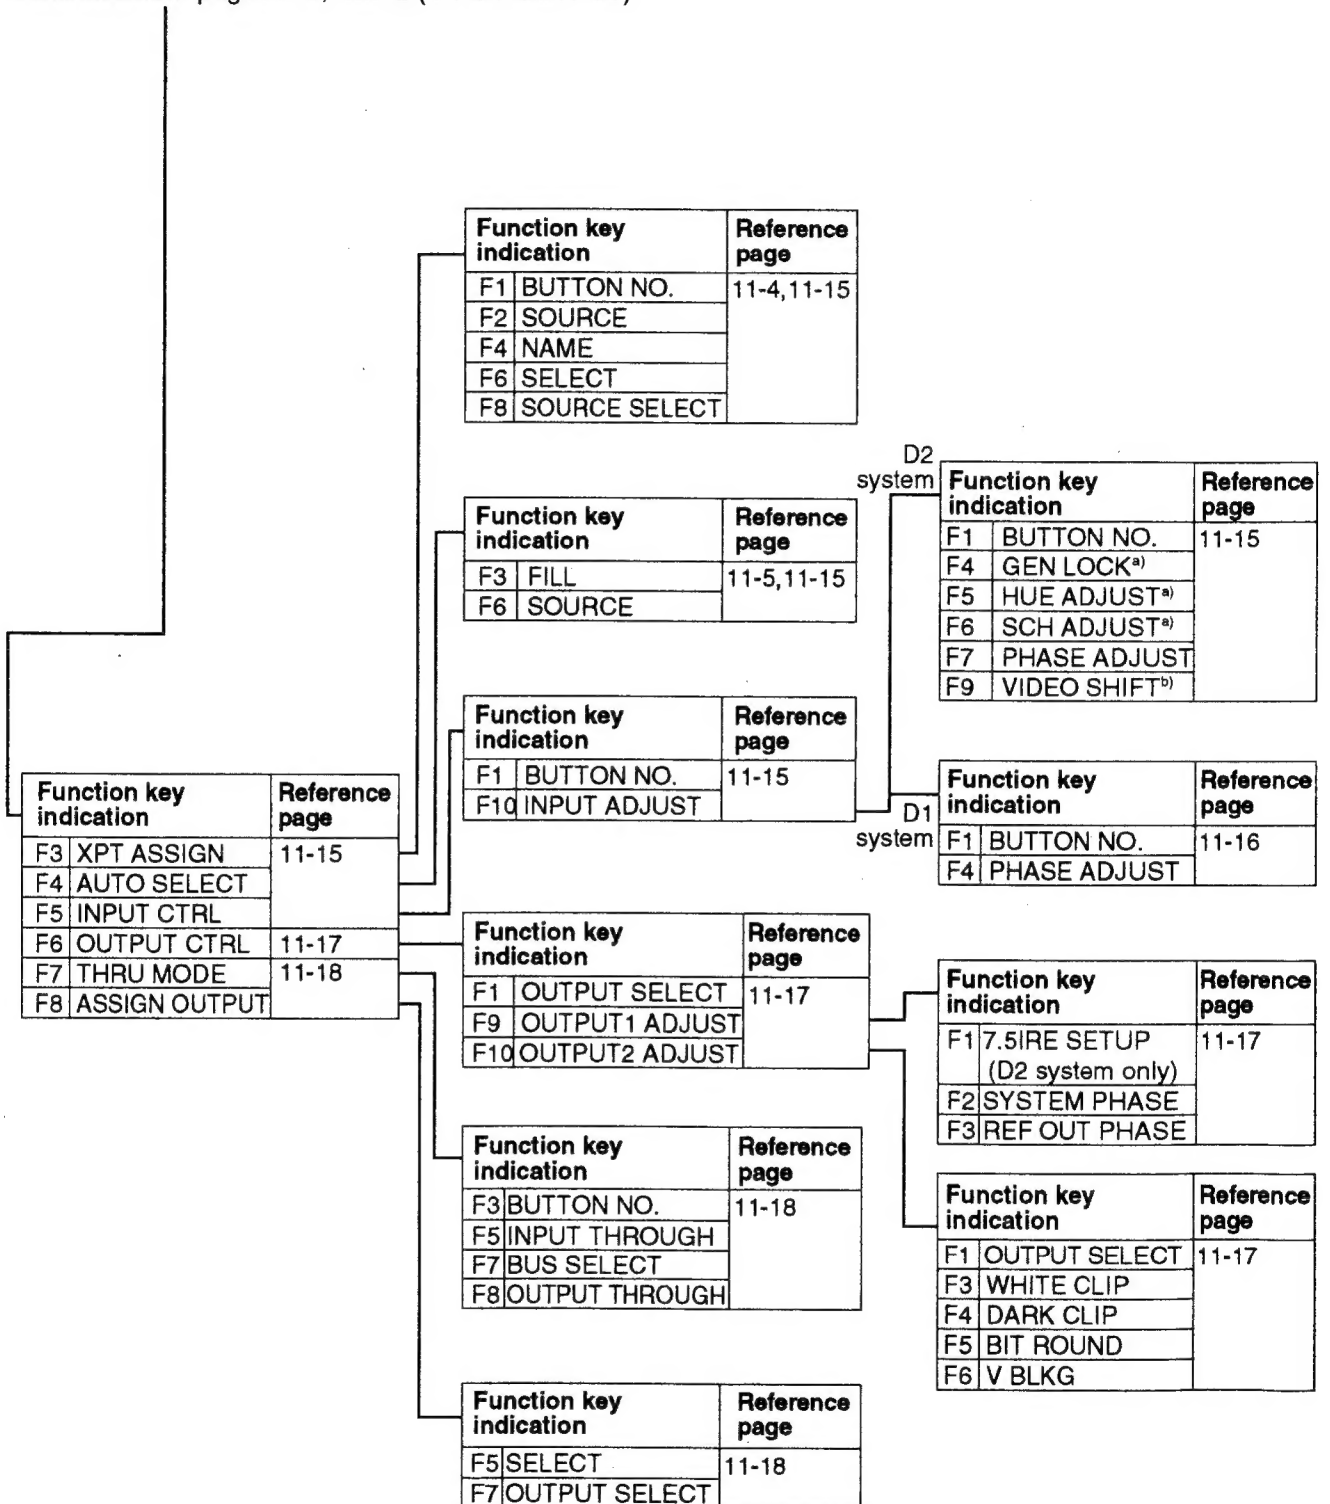 Function key Reference
indication page
F1 BUTTON NO. 11-4,11-15
F2 SOURCE
F4 NAME
F6 SELECT
F8 SOURCE SELECT
D2
system
Function key Reference
indication page
F1 BUTTON NO. 11-15
F4 GEN LOCKa)
F5 HUE ADJUSTa)
F6 SCH ADJUSTa)
F7 PHASE ADJUST
F9 VIDEO SHIFTb)
Function key Reference
indication page
F3 FILL 11-5,11-15
F6 SOURCE
Function key Reference
indication page
F1 BUTTON NO. 11-15
F10 INPUT ADJUST
D1
system
Function key Reference
indication page
F1 BUTTON NO. 11-16
F4 PHASE ADJUST
Function key Reference
indication page
F3 XPT ASSIGN 11-15
F4 AUTO SELECT
F5 INPUT CTRL
F6 OUTPUT CTRL 11-17
F7 THRU MODE 11-18
F8 ASSIGN OUTPUT
Function key Reference
indication page
F1 OUTPUT SELECT 11-17
F9 OUTPUT1 ADJUST
F10 OUTPUT2 ADJUST
Function key Reference
indication page
F1 7.5IRE SETUP 11-17
(D2 system only)
F2 SYSTEM PHASE
F3 REF OUT PHASE
Function key Reference
indication page
F3 BUTTON NO. 11-18
F5 INPUT THROUGH
F7 BUS SELECT
F8 OUTPUT THROUGH
Function key Reference
indication page
F1 OUTPUT SELECT 11-17
F3 WHITE CLIP
F4 DARK CLIP
F5 BIT ROUND
F6 V BLKG
Function key Reference
indication page
F5 SELECT 11-18
F7 OUTPUT SELECT